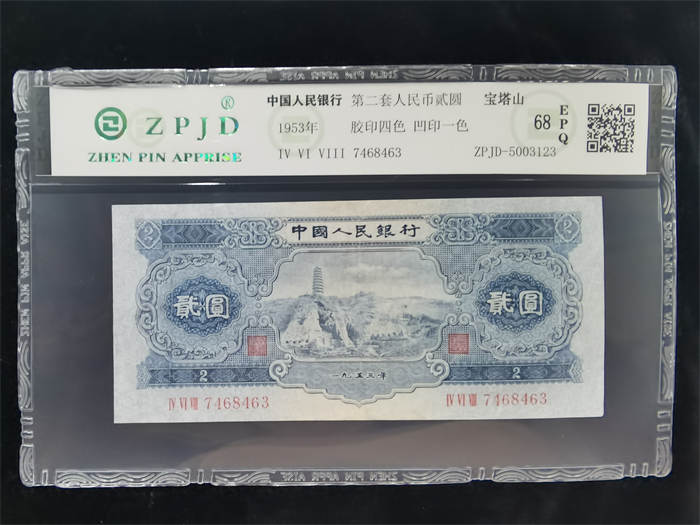 ZPJD®
ZHEN PIN APPRISE
中国人民银行 第二套人民币贰圆 宝塔山
1953年 胶印四色 凹印一色
IV VI VIII 7468463 ZPJD-5003123
68
EPQ
2 中國人民銀行 2
貳圓 貳圓
2 一九五三年 2
IV VI VIII 7468463 IV VI VIII 7468463